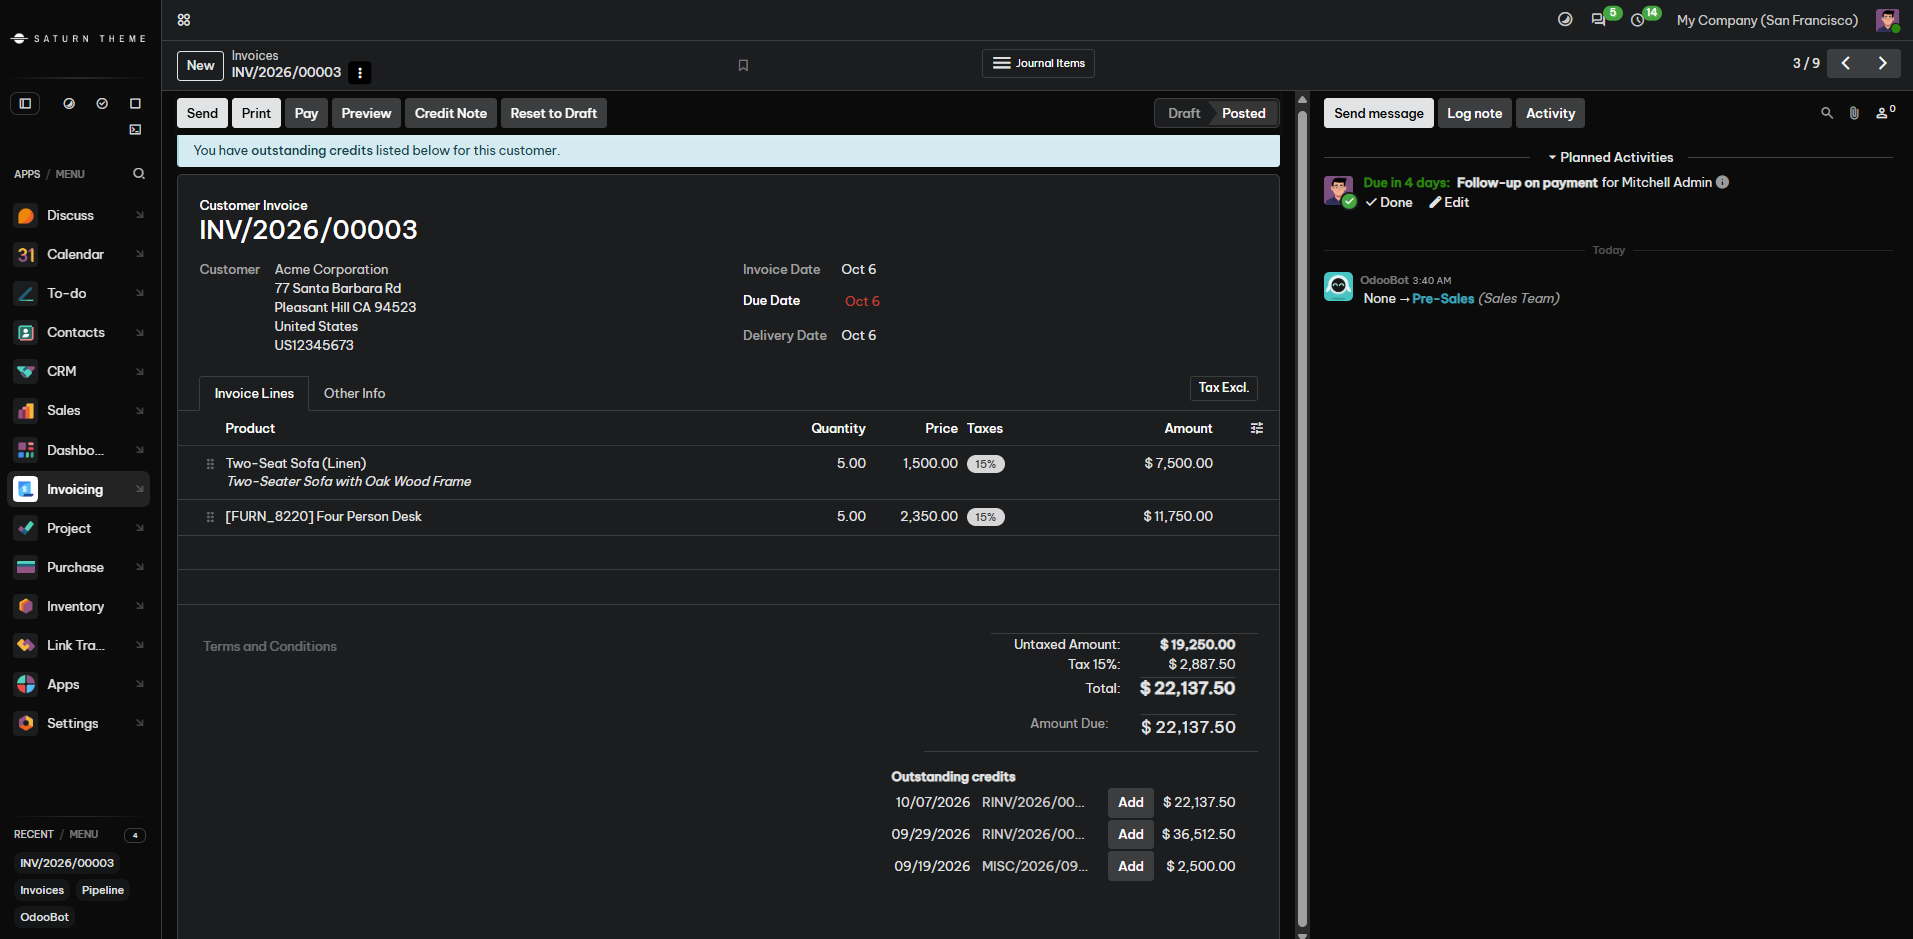 SATURN THEME
APPS / MENU
Discuss
31 Calendar
To-do
Contacts
CRM
Sales
Dashbo...
Invoicing
Project
Purchase
Inventory
Link Tra...
Apps
Settings
RECENT / MENU 4
INV/2026/00003
Invoices Pipeline
OdooBot
5 14 My Company (San Francisco)
New Invoices
INV/2026/00003
Journal Items
3 / 9
Send Print Pay Preview Credit Note Reset to Draft
Draft Posted
You have outstanding credits listed below for this customer.
Customer Invoice
INV/2026/00003
Customer Acme Corporation
77 Santa Barbara Rd
Pleasant Hill CA 94523
United States
US12345673
Invoice Date Oct 6
Due Date Oct 6
Delivery Date Oct 6
Invoice Lines Other Info Tax Excl.
Product Quantity Price Taxes Amount
Two-Seat Sofa (Linen) 5.00 1,500.00 15% $ 7,500.00
Two-Seater Sofa with Oak Wood Frame
[FURN_8220] Four Person Desk 5.00 2,350.00 15% $ 11,750.00
Terms and Conditions
Untaxed Amount: $ 19,250.00
Tax 15%: $ 2,887.50
Total: $ 22,137.50
Amount Due: $ 22,137.50
Outstanding credits
10/07/2026 RINV/2026/00... Add $ 22,137.50
09/29/2026 RINV/2026/00... Add $ 36,512.50
09/19/2026 MISC/2026/09... Add $ 2,500.00
Send message Log note Activity 0
Planned Activities
Due in 4 days: Follow-up on payment for Mitchell Admin
Done Edit
Today
OdooBot 3:40 AM
None → Pre-Sales (Sales Team)